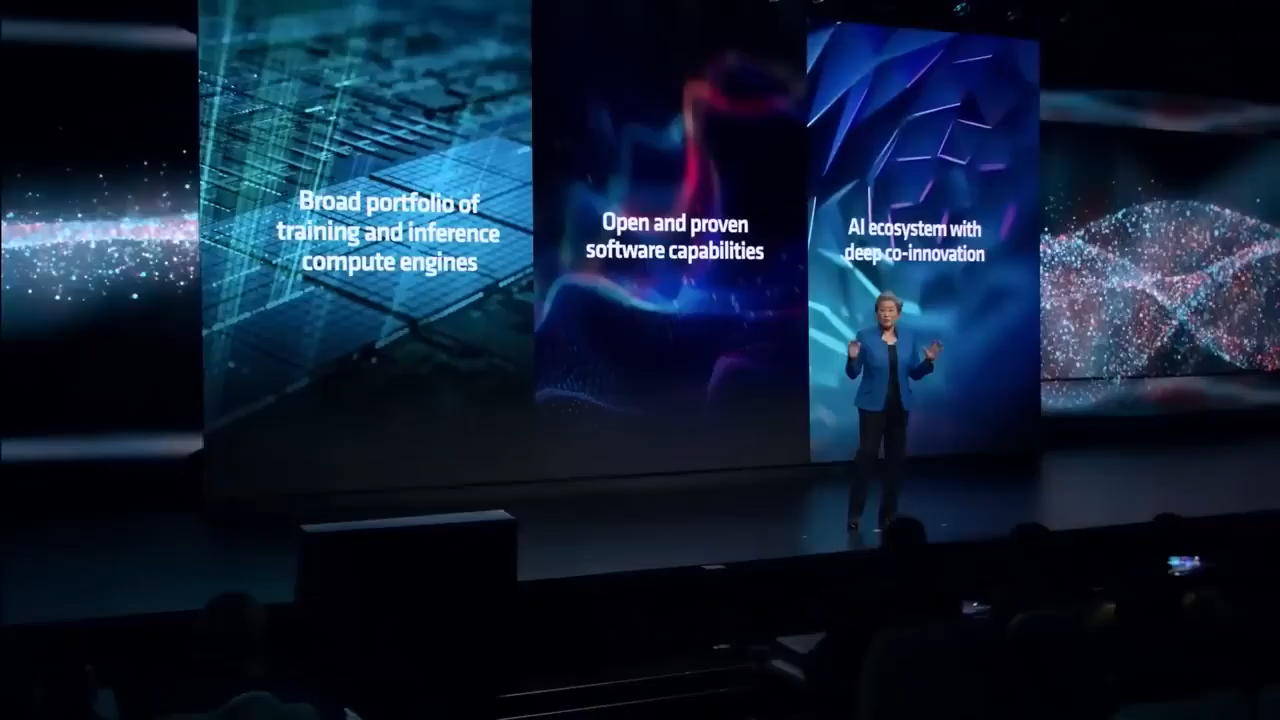 Broad portfolio of
training and inference
compute engines
Open and proven
software capabilities
AI ecosystem with
deep co-innovation